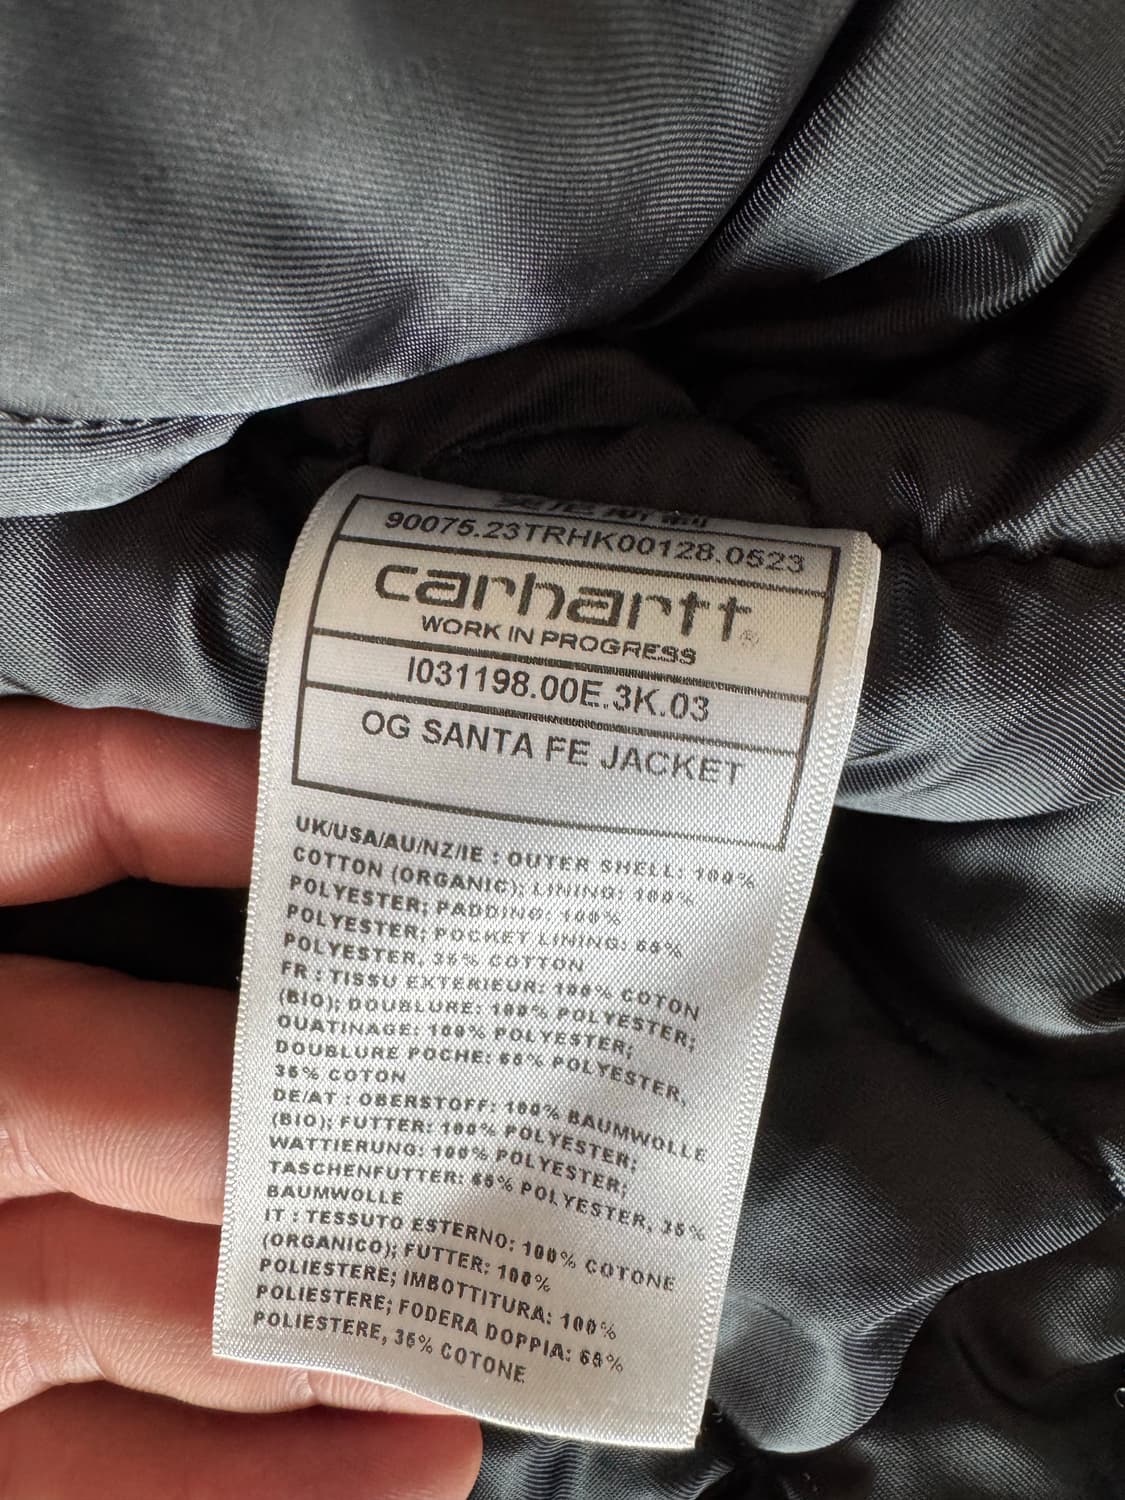 90075.23TRHK00128.0523
carhartt®
WORK IN PROGRESS
I031198.00E.3K.03
OG SANTA FE JACKET
UK/USA/AU/NZ/IE : OUTER SHELL: 100%
COTTON (ORGANIC); LINING: 100%
POLYESTER; PADDING: 100%
POLYESTER; POCKET LINING: 65%
POLYESTER, 35% COTTON
FR : TISSU EXTERIEUR: 100% COTON
(BIO); DOUBLURE: 100% POLYESTER;
OUATINAGE: 100% POLYESTER;
DOUBLURE POCHE: 65% POLYESTER,
35% COTON
DE/AT : OBERSTOFF: 100% BAUMWOLLE
(BIO); FUTTER: 100% POLYESTER;
WATTIERUNG: 100% POLYESTER;
TASCHENFUTTER: 65% POLYESTER, 35%
BAUMWOLLE
IT : TESSUTO ESTERNO: 100% COTONE
(ORGANICO); FUTTER: 100%
POLIESTERE; IMBOTTITURA: 100%
POLIESTERE; FODERA DOPPIA: 65%
POLIESTERE, 35% COTONE